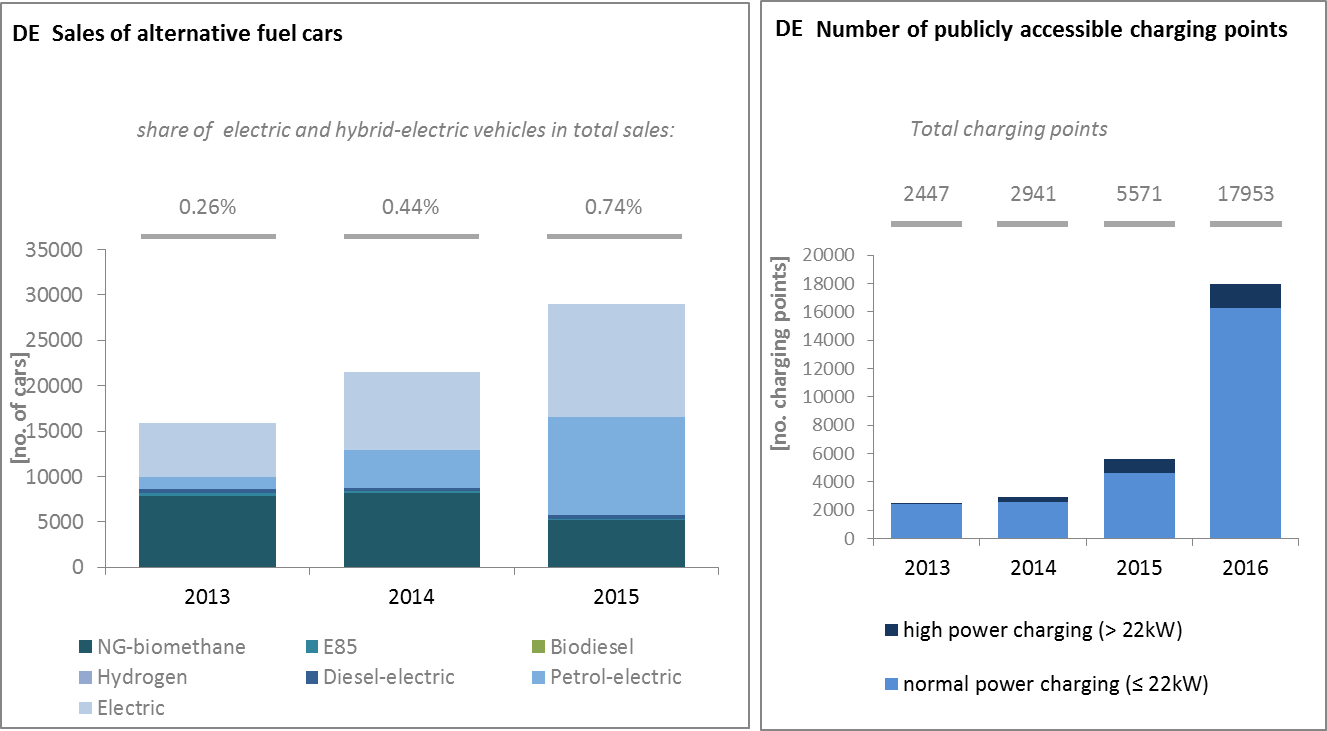 DE Sales of alternative fuel cars
share of electric and hybrid-electric vehicles in total sales:
0.26% 0.44% 0.74%
[no. of cars]
35000
30000
25000
20000
15000
10000
5000
0
2013 2014 2015
NG-biomethane E85 Biodiesel
Hydrogen Diesel-electric Petrol-electric
Electric
DE Number of publicly accessible charging points
Total charging points
2447 2941 5571 17953
[no. charging points]
20000
18000
16000
14000
12000
10000
8000
6000
4000
2000
0
2013 2014 2015 2016
high power charging (> 22kW)
normal power charging (≤ 22kW)